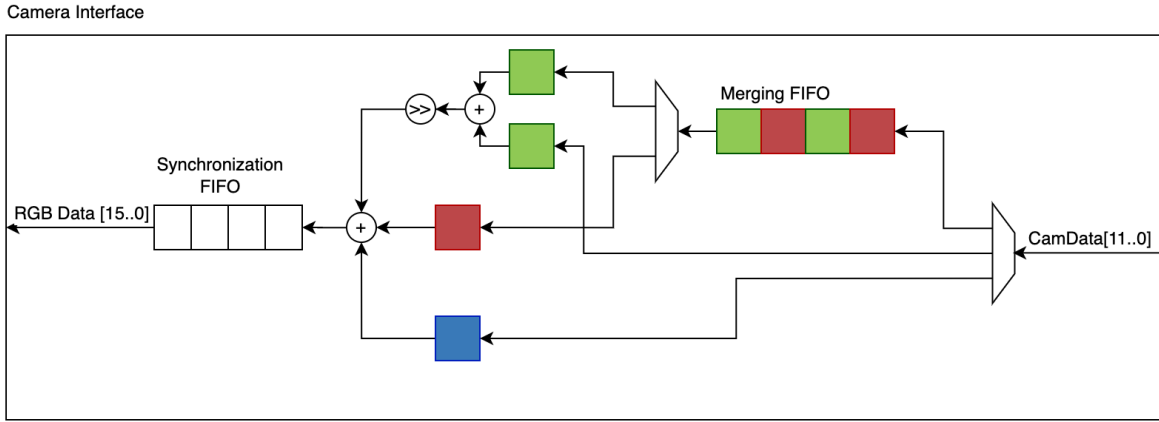 Camera Interface
Merging FIFO
>>
+
Synchronization
FIFO
RGB Data [15..0]
+
CamData[11..0]